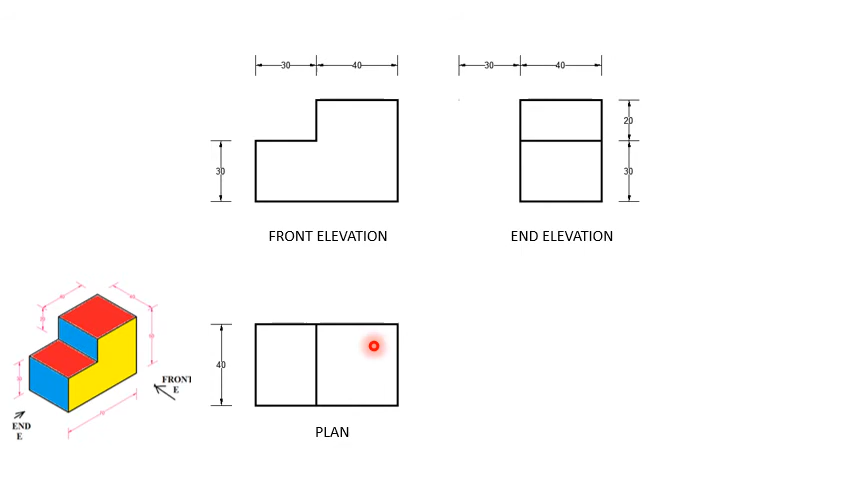 30 40 30 40
20
30 30
FRONT ELEVATION END ELEVATION
40
FRONT
E
END
E
PLAN